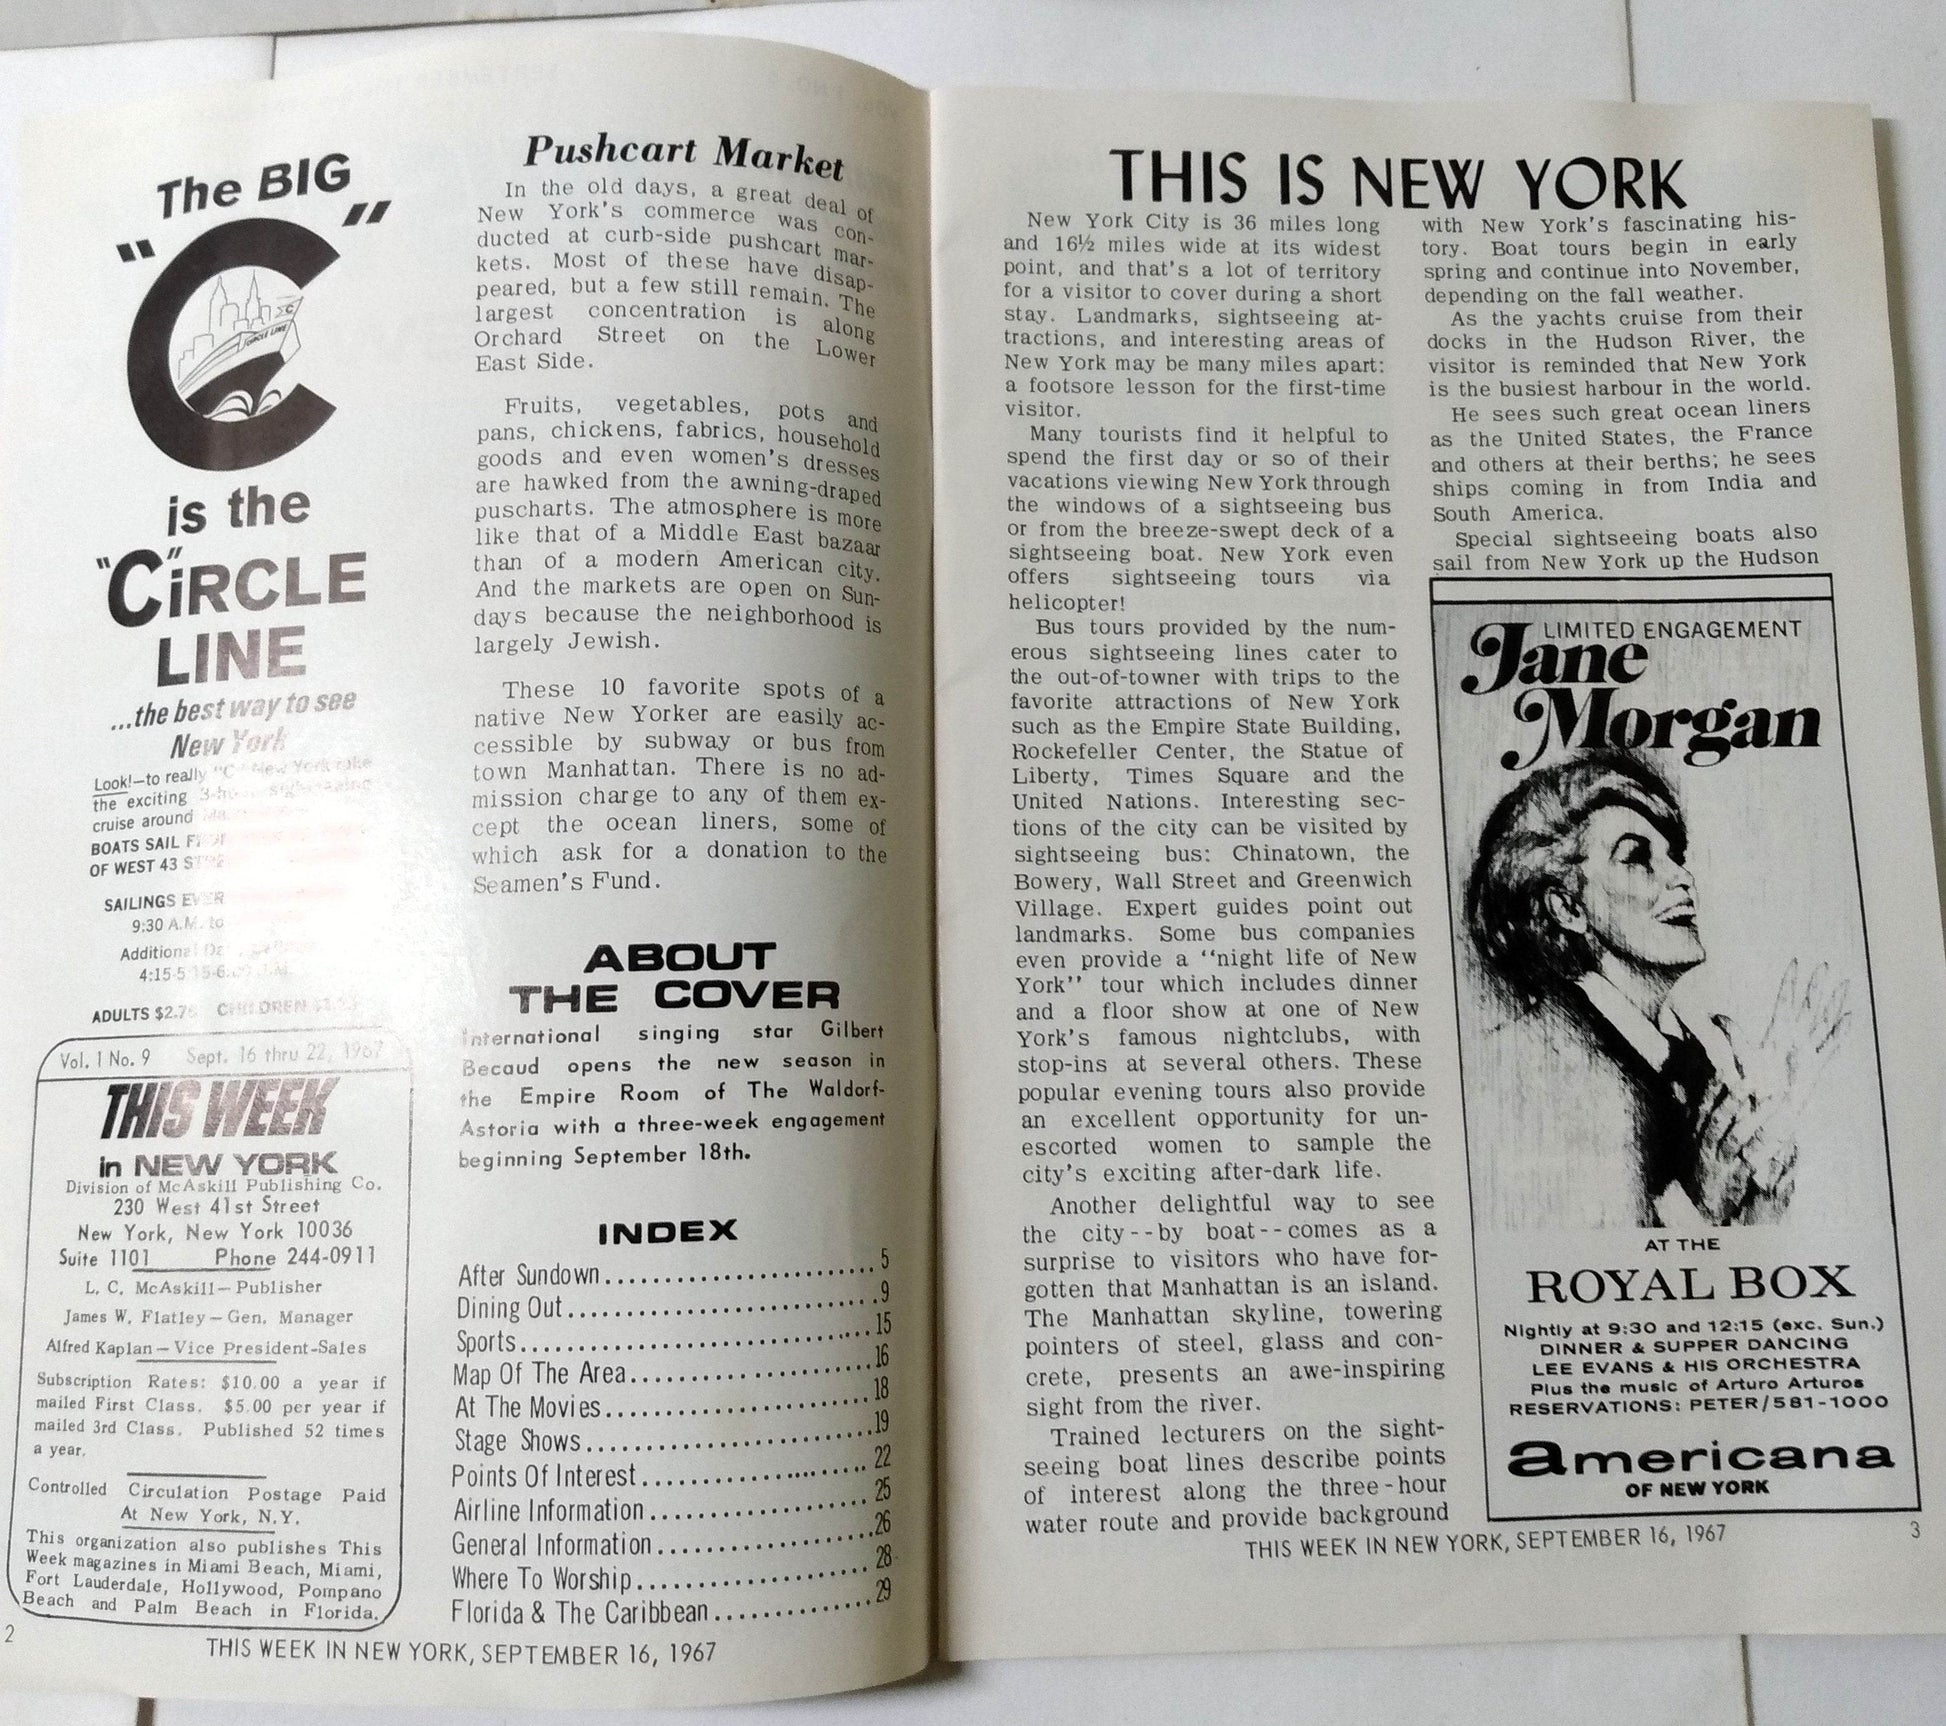 The BIG
"C"
CIRCLE LINE
is the
"C"iRCLE
LINE
...the best way to see
New York
Look!—to really "C" New York take
the exciting 3-hour sightseeing
cruise around
BOATS SAIL
OF WEST 43
SAILINGS
9:30 A.M. to
Additional
4:15-5
ADULTS $2.75 CHILDREN
Vol. 1 No. 9 Sept. 16 thru 22, 1967
THIS WEEK
in NEW YORK
Division of McAskill Publishing Co.
230 West 41st Street
New York, New York 10036
Suite 1101 Phone 244-0911
L. C. McAskill—Publisher
James W. Flatley—Gen. Manager
Alfred Kaplan—Vice President-Sales
Subscription Rates: $10.00 a year if
mailed First Class. $5.00 per year if
mailed 3rd Class. Published 52 times
a year.
Controlled Circulation Postage Paid
At New York, N.Y.
This organization also publishes This
Week magazines in Miami Beach, Miami,
Fort Lauderdale, Hollywood, Pompano
Beach and Palm Beach in Florida.
Pushcart Market
In the old days, a great deal of
New York's commerce was con-
ducted at curb-side pushcart mar-
kets. Most of these have disap-
peared, but a few still remain. The
largest concentration is along
Orchard Street on the Lower
East Side.
Fruits, vegetables, pots and
pans, chickens, fabrics, household
goods and even women's dresses
are hawked from the awning-draped
puscharts. The atmosphere is more
like that of a Middle East bazaar
than of a modern American city.
And the markets are open on Sun-
days because the neighborhood is
largely Jewish.
These 10 favorite spots of a
native New Yorker are easily ac-
cessible by subway or bus from
town Manhattan. There is no ad-
mission charge to any of them ex-
cept the ocean liners, some of
which ask for a donation to the
Seamen's Fund.
ABOUT
THE COVER
International singing star Gilbert
Becaud opens the new season in
the Empire Room of The Waldorf-
Astoria with a three-week engagement
beginning September 18th.
INDEX
After Sundown..........................5
Dining Out..............................9
Sports..................................15
Map Of The Area.......................16
At The Movies..........................18
Stage Shows............................19
Points Of Interest......................22
Airline Information.....................25
General Information....................26
Where To Worship......................28
Florida & The Caribbean...............29
2
THIS WEEK IN NEW YORK, SEPTEMBER 16, 1967
THIS IS NEW YORK
New York City is 36 miles long
and 16½ miles wide at its widest
point, and that's a lot of territory
for a visitor to cover during a short
stay. Landmarks, sightseeing at-
tractions, and interesting areas of
New York may be many miles apart:
a footsore lesson for the first-time
visitor.
Many tourists find it helpful to
spend the first day or so of their
vacations viewing New York through
the windows of a sightseeing bus
or from the breeze-swept deck of a
sightseeing boat. New York even
offers sightseeing tours via
helicopter!
Bus tours provided by the num-
erous sightseeing lines cater to
the out-of-towner with trips to the
favorite attractions of New York
such as the Empire State Building,
Rockefeller Center, the Statue of
Liberty, Times Square and the
United Nations. Interesting sec-
tions of the city can be visited by
sightseeing bus: Chinatown, the
Bowery, Wall Street and Greenwich
Village. Expert guides point out
landmarks. Some bus companies
even provide a "night life of New
York" tour which includes dinner
and a floor show at one of New
York's famous nightclubs, with
stop-ins at several others. These
popular evening tours also provide
an excellent opportunity for un-
escorted women to sample the
city's exciting after-dark life.
Another delightful way to see
the city--by boat--comes as a
surprise to visitors who have for-
gotten that Manhattan is an island.
The Manhattan skyline, towering
pointers of steel, glass and con-
crete, presents an awe-inspiring
sight from the river.
Trained lecturers on the sight-
seeing boat lines describe points
of interest along the three-hour
water route and provide background
with New York's fascinating his-
tory. Boat tours begin in early
spring and continue into November,
depending on the fall weather.
As the yachts cruise from their
docks in the Hudson River, the
visitor is reminded that New York
is the busiest harbour in the world.
He sees such great ocean liners
as the United States, the France
and others at their berths; he sees
ships coming in from India and
South America.
Special sightseeing boats also
sail from New York up the Hudson
LIMITED ENGAGEMENT
Jane
Morgan
AT THE
ROYAL BOX
Nightly at 9:30 and 12:15 (exc. Sun.)
DINNER & SUPPER DANCING
LEE EVANS & HIS ORCHESTRA
Plus the music of Arturo Arturos
RESERVATIONS: PETER/581-1000
americana
OF NEW YORK
THIS WEEK IN NEW YORK, SEPTEMBER 16, 1967
3